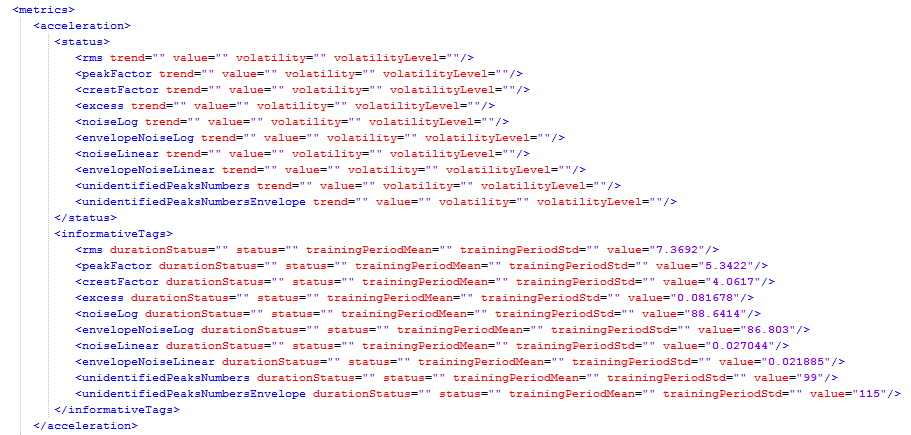 <metrics>
<acceleration>
<status>
<rms trend="" value="" volatility="" volatilityLevel=""/>
<peakFactor trend="" value="" volatility="" volatilityLevel=""/>
<crestFactor trend="" value="" volatility="" volatilityLevel=""/>
<excess trend="" value="" volatility="" volatilityLevel=""/>
<noiseLog trend="" value="" volatility="" volatilityLevel=""/>
<envelopeNoiseLog trend="" value="" volatility="" volatilityLevel=""/>
<noiseLinear trend="" value="" volatility="" volatilityLevel=""/>
<envelopeNoiseLinear trend="" value="" volatility="" volatilityLevel=""/>
<unidentifiedPeaksNumbers trend="" value="" volatility="" volatilityLevel=""/>
<unidentifiedPeaksNumbersEnvelope trend="" value="" volatility="" volatilityLevel=""/>
</status>
<informativeTags>
<rms durationStatus="" status="" trainingPeriodMean="" trainingPeriodStd="" value="7.3692"/>
<peakFactor durationStatus="" status="" trainingPeriodMean="" trainingPeriodStd="" value="5.3422"/>
<crestFactor durationStatus="" status="" trainingPeriodMean="" trainingPeriodStd="" value="4.0617"/>
<excess durationStatus="" status="" trainingPeriodMean="" trainingPeriodStd="" value="0.081678"/>
<noiseLog durationStatus="" status="" trainingPeriodMean="" trainingPeriodStd="" value="88.6414"/>
<envelopeNoiseLog durationStatus="" status="" trainingPeriodMean="" trainingPeriodStd="" value="86.803"/>
<noiseLinear durationStatus="" status="" trainingPeriodMean="" trainingPeriodStd="" value="0.027044"/>
<envelopeNoiseLinear durationStatus="" status="" trainingPeriodMean="" trainingPeriodStd="" value="0.021885"/>
<unidentifiedPeaksNumbers durationStatus="" status="" trainingPeriodMean="" trainingPeriodStd="" value="99"/>
<unidentifiedPeaksNumbersEnvelope durationStatus="" status="" trainingPeriodMean="" trainingPeriodStd="" value="115"/>
</informativeTags>
</acceleration>